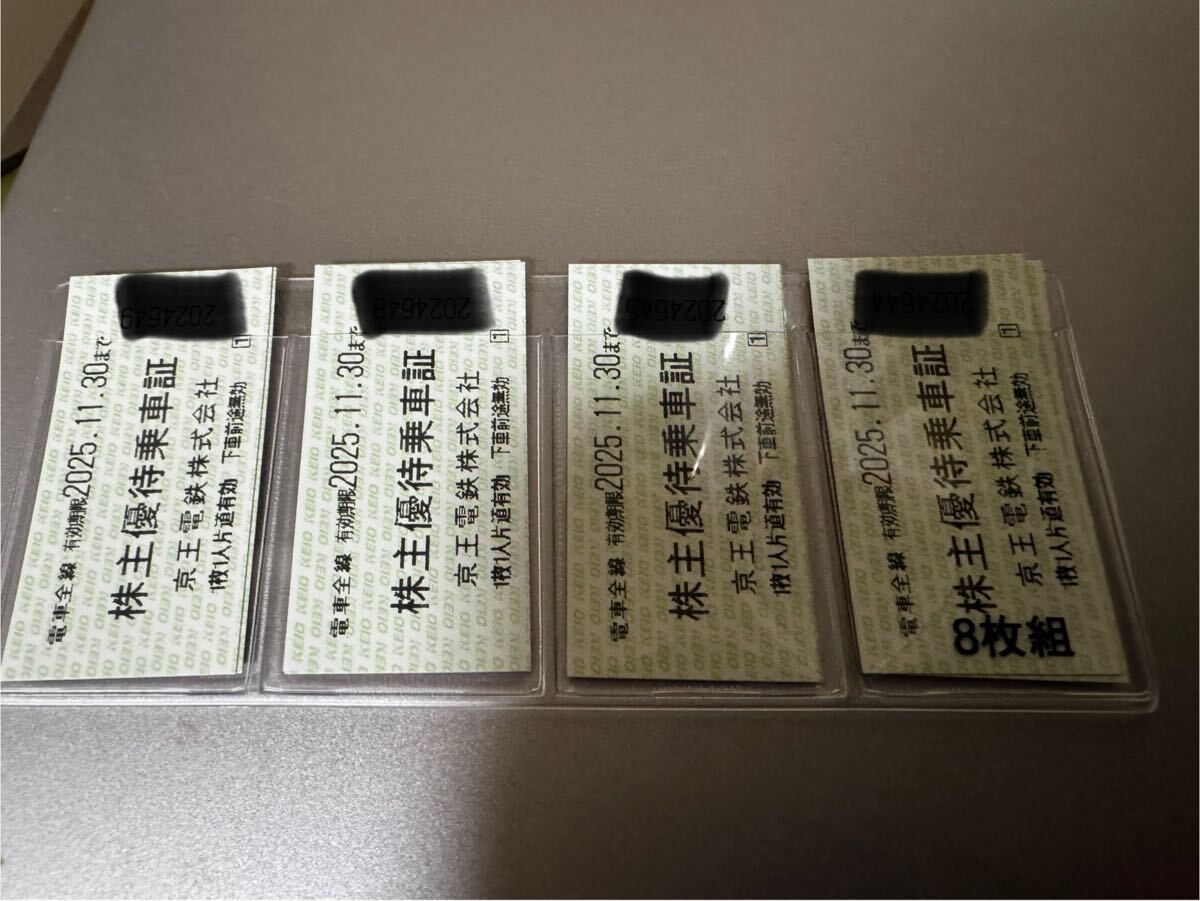 電車全線 有効期限2025.11.30まで
株主優待乗車証
京王電鉄株式会社 1
1枚1人片道有効 下車前途無効
電車全線 有効期限2025.11.30まで
株主優待乗車証
京王電鉄株式会社 1
1枚1人片道有効 下車前途無効
電車全線 有効期限2025.11.30まで
株主優待乗車証
京王電鉄株式会社 1
1枚1人片道有効 下車前途無効
電車全線 有効期限2025.11.30まで
株主優待乗車証
京王電鉄株式会社 1
1枚1人片道有効 下車前途無効
8枚組